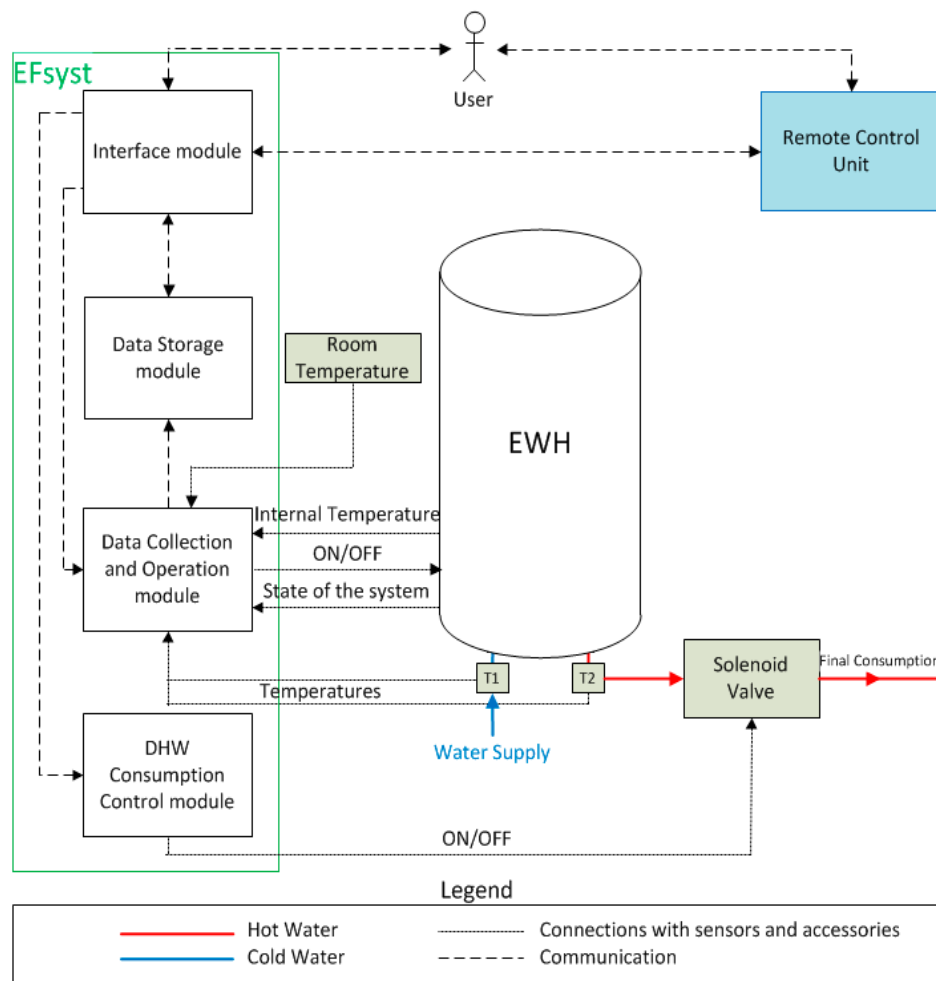 EFsyst
User
Interface module
Remote Control
Unit
Data Storage
module
Room
Temperature
EWH
Internal Temperature
Data Collection
and Operation
module
ON/OFF
State of the system
T1
T2
Solenoid
Valve
Final Consumption
Temperatures
Water Supply
DHW
Consumption
Control module
ON/OFF
Legend
Hot Water
Connections with sensors and accessories
Cold Water
Communication